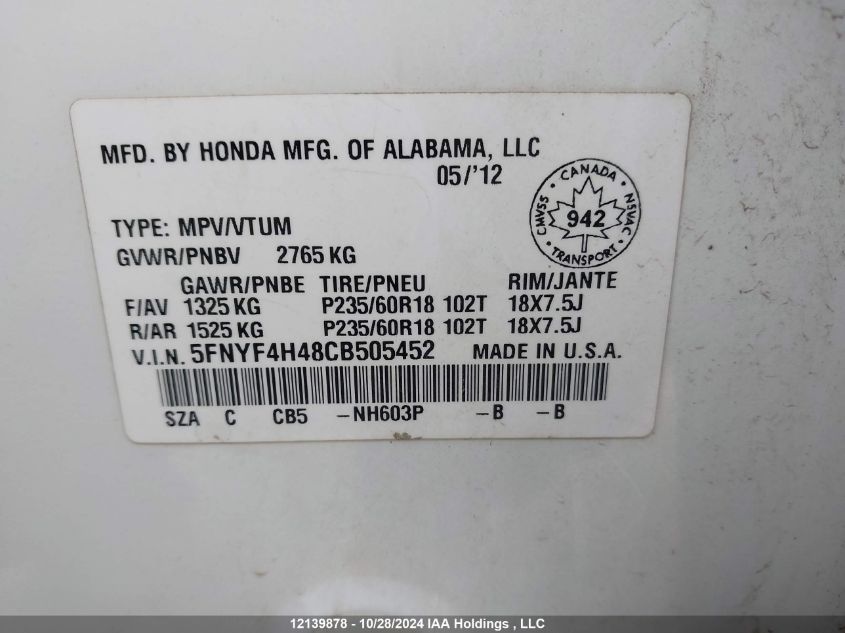 MFD. BY HONDA MFG. OF ALABAMA, LLC
05/'12
CANADA
CMVSS 942 NSVAC
TRANSPORT
TYPE: MPV/VTUM
GVWR/PNBV 2765 KG
GAWR/PNBE TIRE/PNEU RIM/JANTE
F/AV 1325 KG P235/60R18 102T 18X7.5J
R/AR 1525 KG P235/60R18 102T 18X7.5J
V.I.N. 5FNYF4H48CB505452 MADE IN U.S.A.
SZA C CB5 -NH603P -B -B
12139878 - 10/28/2024 IAA Holdings , LLC